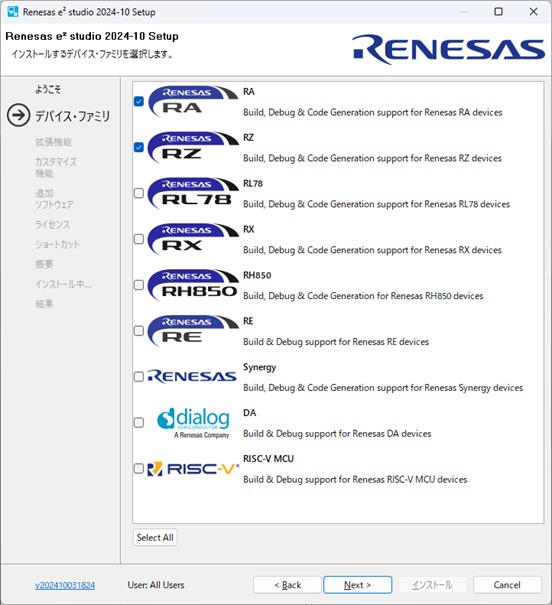 Renesas e² studio 2024-10 Setup
Renesas e² studio 2024-10 Setup
インストールするデバイス・ファミリを選択します。
RENESAS
ようこそ
デバイス・ファミリ
拡張機能
カスタマイズ
機能
追加
ソフトウェア
ライセンス
ショートカット
概要
インストール中...
結果
RENESAS
RA
RA
Build, Debug & Code Generation support for Renesas RA devices
RENESAS
RZ
RZ
Build, Debug & Code Generation support for Renesas RZ devices
RENESAS
RL78
RL78
Build, Debug & Code Generation support for Renesas RL78 devices
RENESAS
RX
RX
Build, Debug & Code Generation support for Renesas RX devices
RENESAS
RH850
RH850
Build, Debug & Code Generation for Renesas RH850 devices
RENESAS
RE
RE
Build & Debug support for Renesas RE devices
RENESAS
Synergy
Build, Debug & Code Generation support for Renesas Synergy devices
dialog
SEMICONDUCTOR
A Renesas Company
DA
Build & Debug support for Renesas DA devices
RISC-V
RISC-V MCU
Build & Debug support for Renesas RISC-V MCU devices
Select All
v202410031824
User: All Users
< Back
Next >
インストール
Cancel